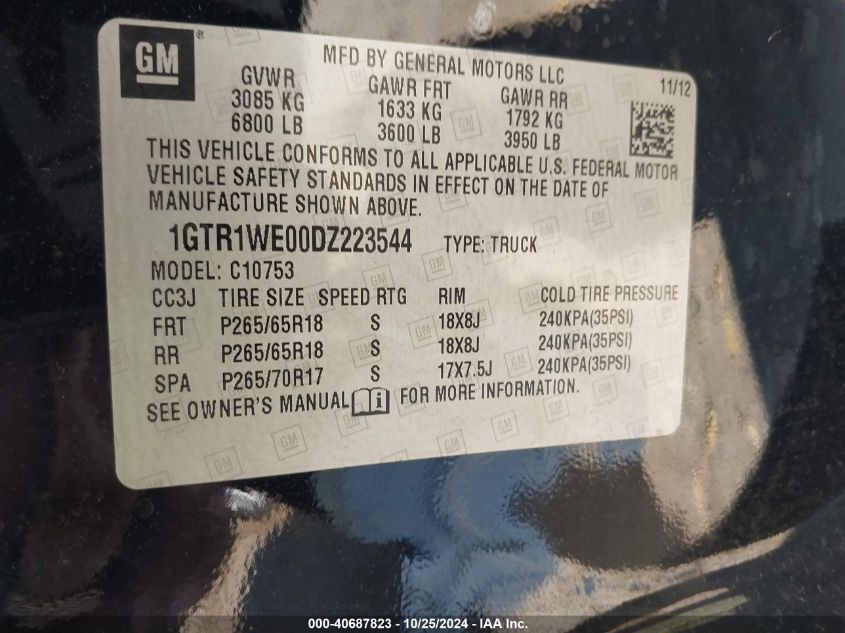 GM ®
MFD BY GENERAL MOTORS LLC
11/12
GVWR GAWR FRT GAWR RR
3085 KG 1633 KG 1792 KG
6800 LB 3600 LB 3950 LB
THIS VEHICLE CONFORMS TO ALL APPLICABLE U.S. FEDERAL MOTOR
VEHICLE SAFETY STANDARDS IN EFFECT ON THE DATE OF
MANUFACTURE SHOWN ABOVE.
1GTR1WE00DZ223544 TYPE: TRUCK
MODEL: C10753
CC3J TIRE SIZE SPEED RTG RIM COLD TIRE PRESSURE
FRT P265/65R18 S 18X8J 240KPA(35PSI)
RR P265/65R18 S 18X8J 240KPA(35PSI)
SPA P265/70R17 S 17X7.5J 240KPA(35PSI)
SEE OWNER'S MANUAL i FOR MORE INFORMATION.
000-40687823 - 10/25/2024 - IAA Inc.